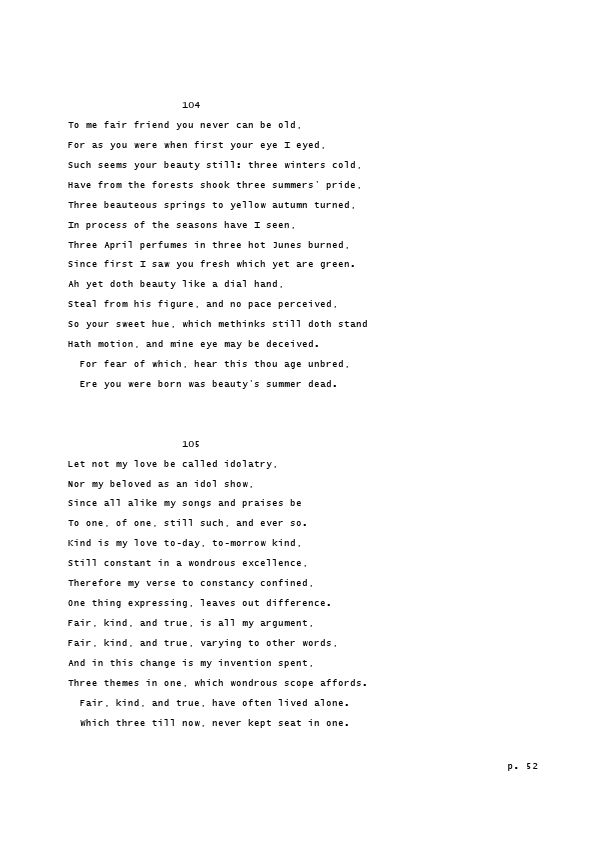 104
To me fair friend you never can be old,
For as you were when first your eye I eyed,
Such seems your beauty still: three winters cold,
Have from the forests shook three summers' pride,
Three beauteous springs to yellow autumn turned,
In process of the seasons have I seen,
Three April perfumes in three hot Junes burned,
Since first I saw you fresh which yet are green.
Ah yet doth beauty like a dial hand,
Steal from his figure, and no pace perceived,
So your sweet hue, which methinks still doth stand
Hath motion, and mine eye may be deceived.
For fear of which, hear this thou age unbred,
Ere you were born was beauty's summer dead.
105
Let not my love be called idolatry,
Nor my beloved as an idol show,
Since all alike my songs and praises be
To one, of one, still such, and ever so.
Kind is my love to-day, to-morrow kind,
Still constant in a wondrous excellence,
Therefore my verse to constancy confined,
One thing expressing, leaves out difference.
Fair, kind, and true, is all my argument,
Fair, kind, and true, varying to other words,
And in this change is my invention spent,
Three themes in one, which wondrous scope affords.
Fair, kind, and true, have often lived alone.
Which three till now, never kept seat in one.
p. 52